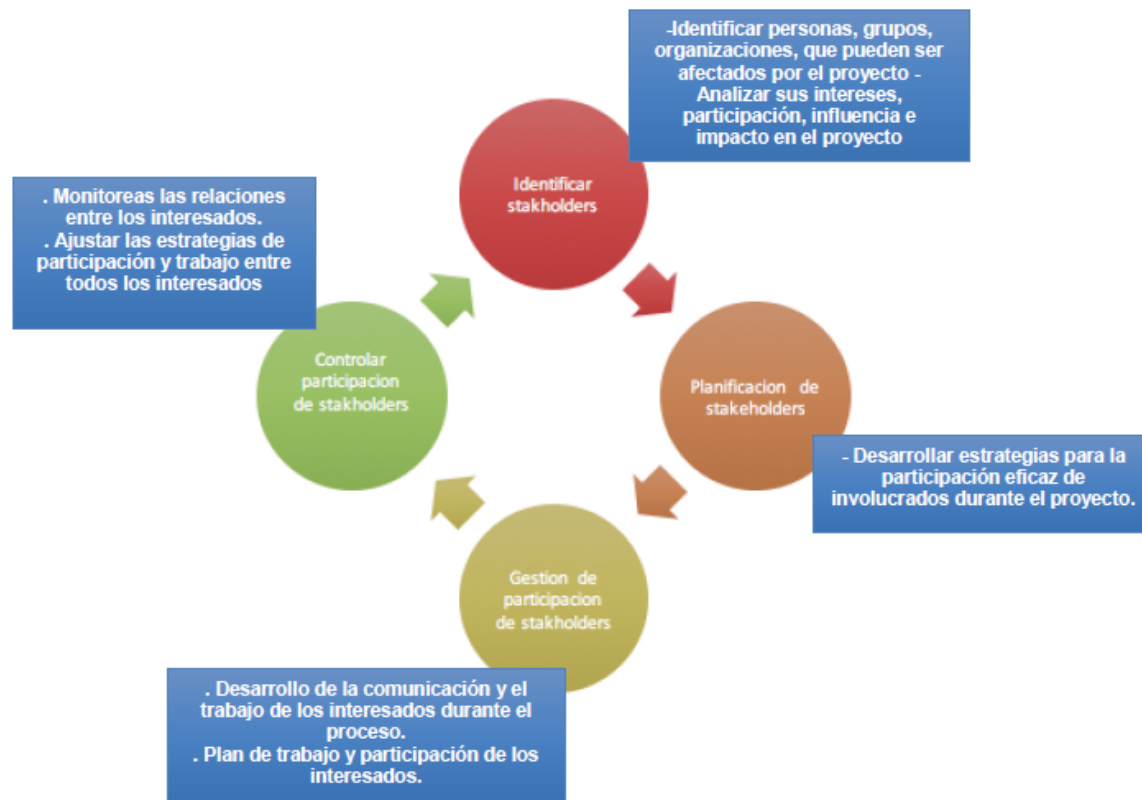 -Identificar personas, grupos,
organizaciones, que pueden ser
afectados por el proyecto -
Analizar sus intereses,
participación, influencia e
impacto en el proyecto
Identificar
stakholders
. Monitoreas las relaciones
entre los interesados.
. Ajustar las estrategias de
participación y trabajo entre
todos los interesados
Controlar
participacion
de stakholders
Planificacion de
stakeholders
- Desarrollar estrategias para la
participación eficaz de
involucrados durante el proyecto.
Gestion de
participacion
de stakholders
. Desarrollo de la comunicación y el
trabajo de los interesados durante el
proceso.
. Plan de trabajo y participación de los
interesados.